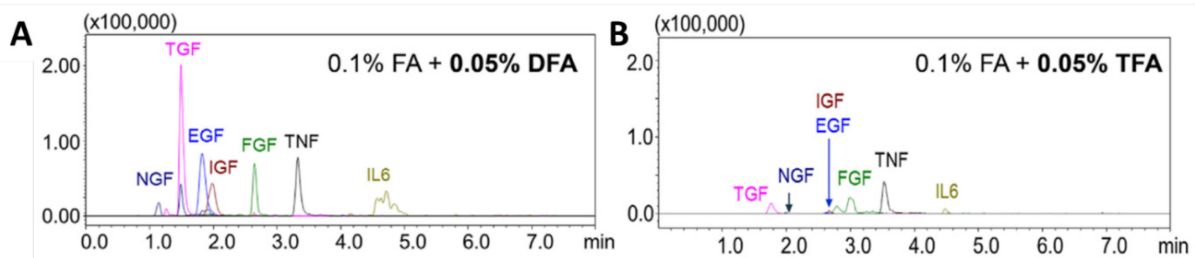 A
(x100,000)
0.1% FA + 0.05% DFA
2.00
1.00
0.00
TGF
NGF
EGF
IGF
FGF
TNF
IL6
0.0 1.0 2.0 3.0 4.0 5.0 6.0 7.0 min
B
(x100,000)
0.1% FA + 0.05% TFA
2.0
1.0
0.0
TGF
NGF
IGF
EGF
FGF
TNF
IL6
1.0 2.0 3.0 4.0 5.0 6.0 7.0 min